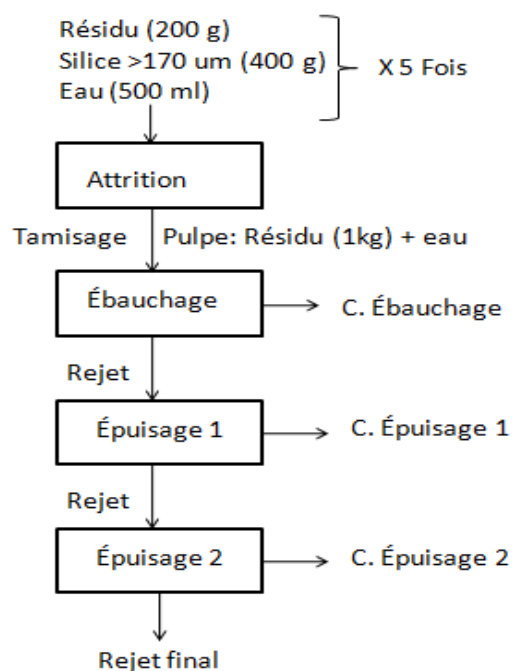 Résidu (200 g)
Silice >170 um (400 g)
Eau (500 ml)
X 5 Fois
Attrition
Tamisage
Pulpe: Résidu (1kg) + eau
Ébauchage
C. Ébauchage
Rejet
Épuisage 1
C. Épuisage 1
Rejet
Épuisage 2
C. Épuisage 2
Rejet final